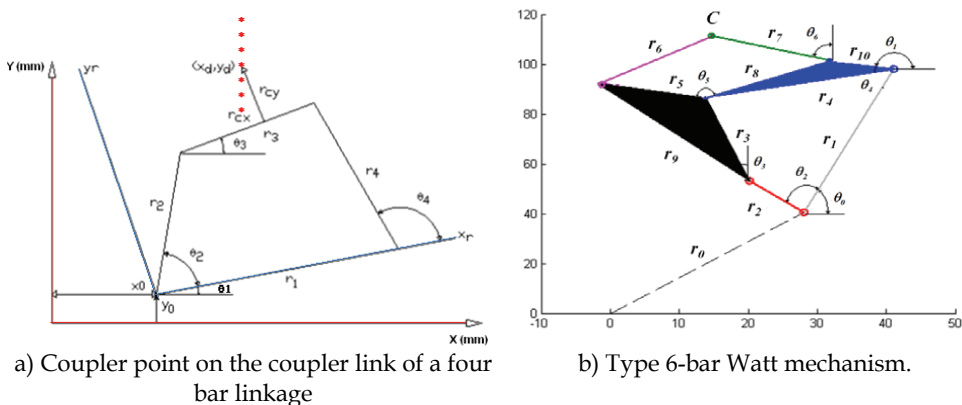 Y (mm)
yr
(xd,yd)
rcy
rcx
r3
θ3
r2
r4
θ2
θ4
xr
r1
θ1
x0
y0
X (mm)
a) Coupler point on the coupler link of a four
bar linkage
120
100
80
60
40
20
0
-10
0
10
20
30
40
50
C
r6
r7
θ6
r10
θ1
r5
θ5
r8
r4
θ4
r9
r3
θ3
r1
θ2
r2
θ0
r0
b) Type 6-bar Watt mechanism.